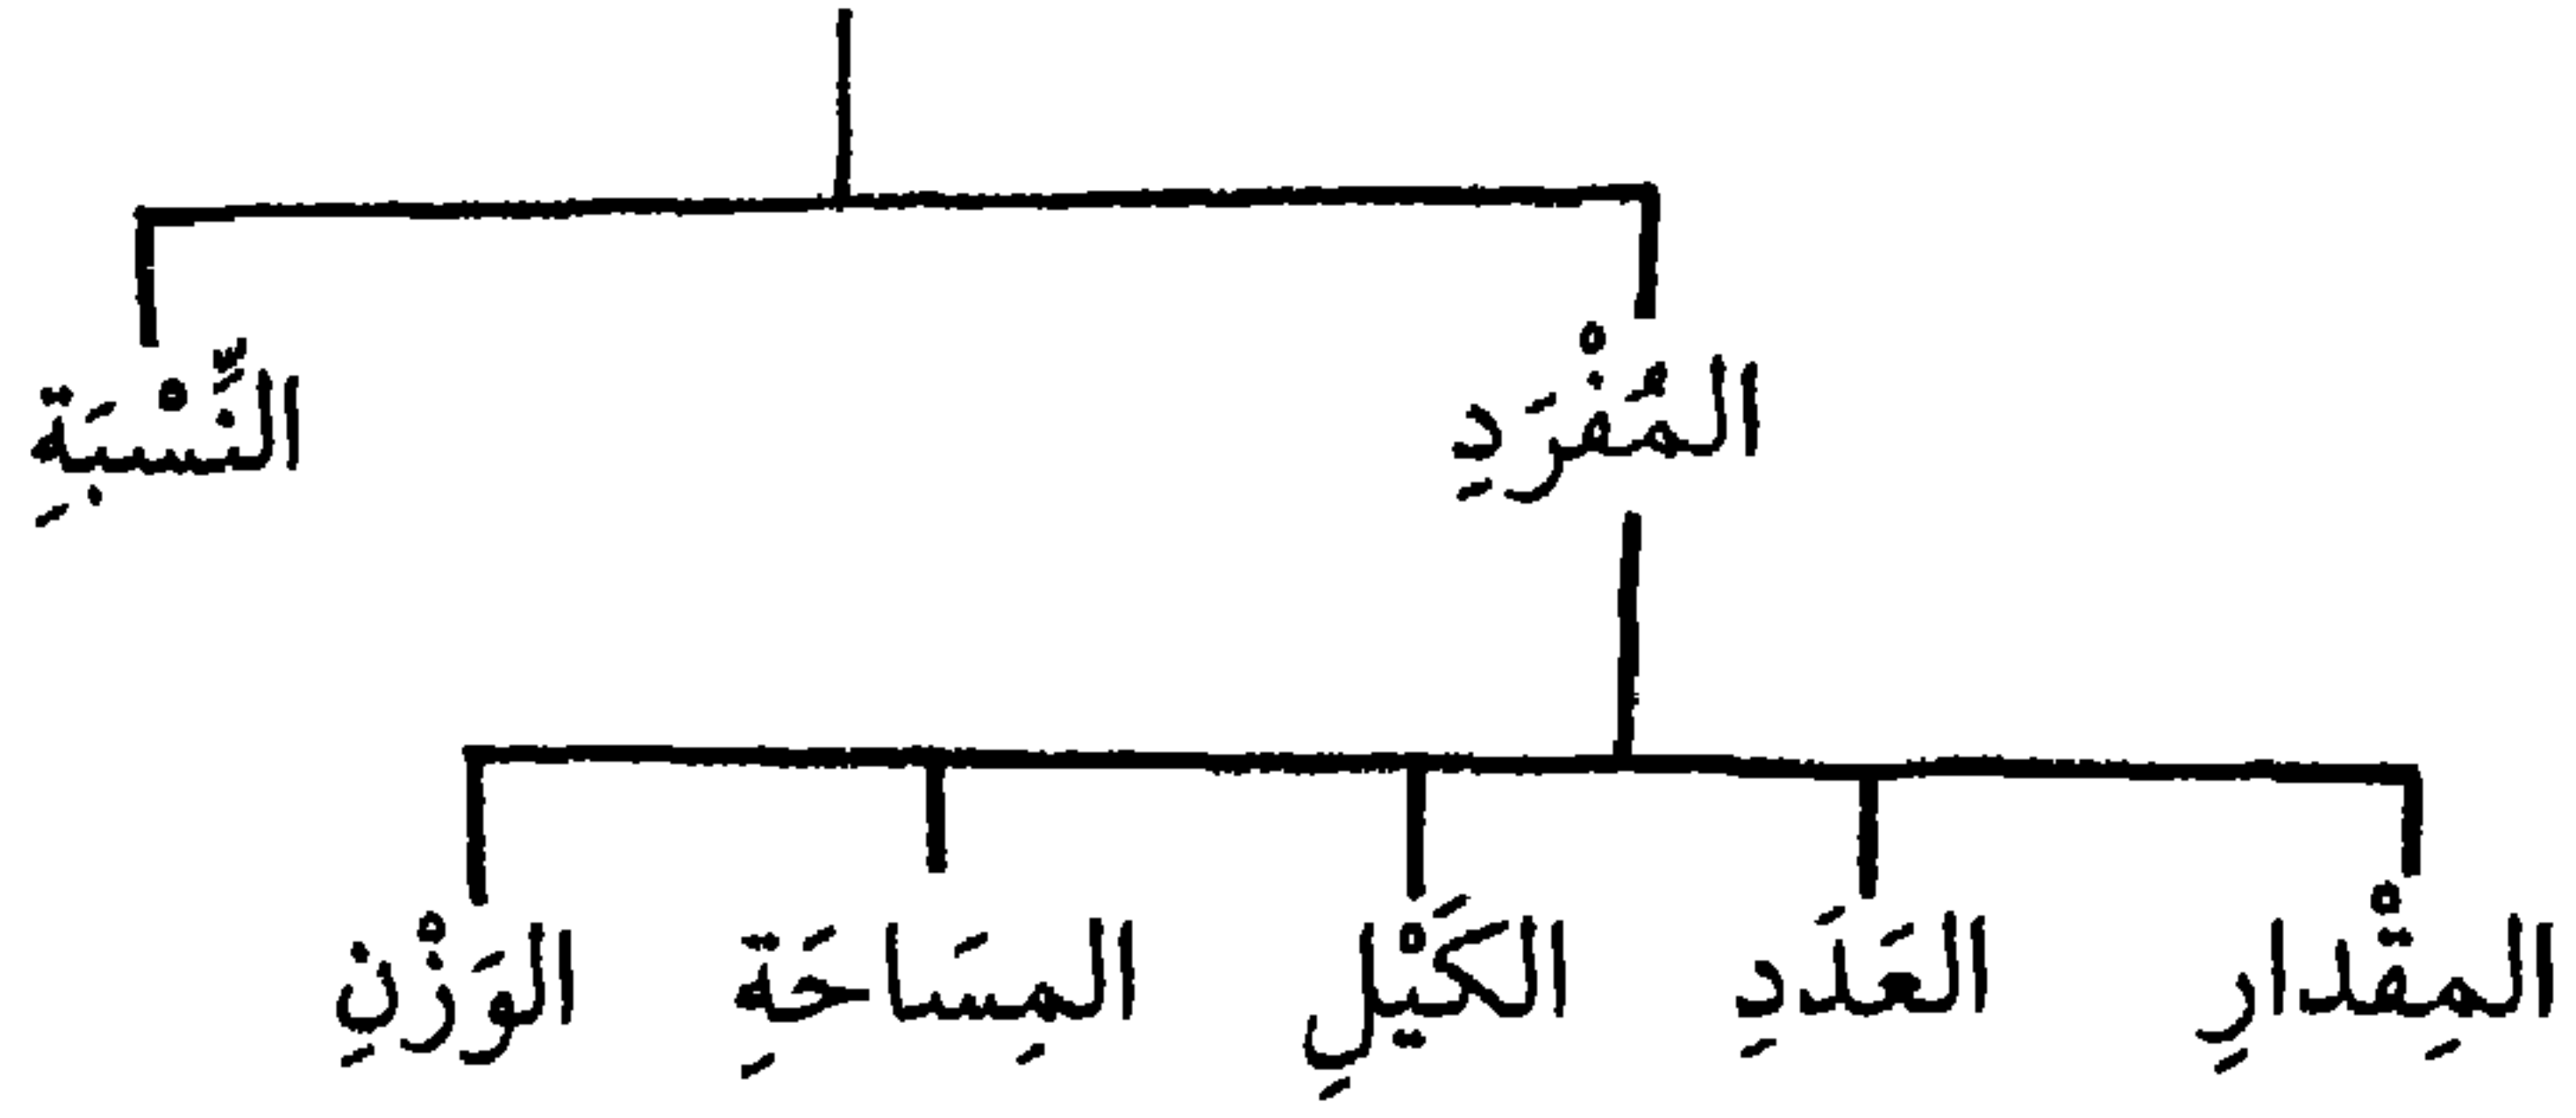 المُفْرَدِ النِّسْبَةِ
المِقْدارِ العَدَدِ الكَيْلِ المِسَاحَةِ الوَزْنِ